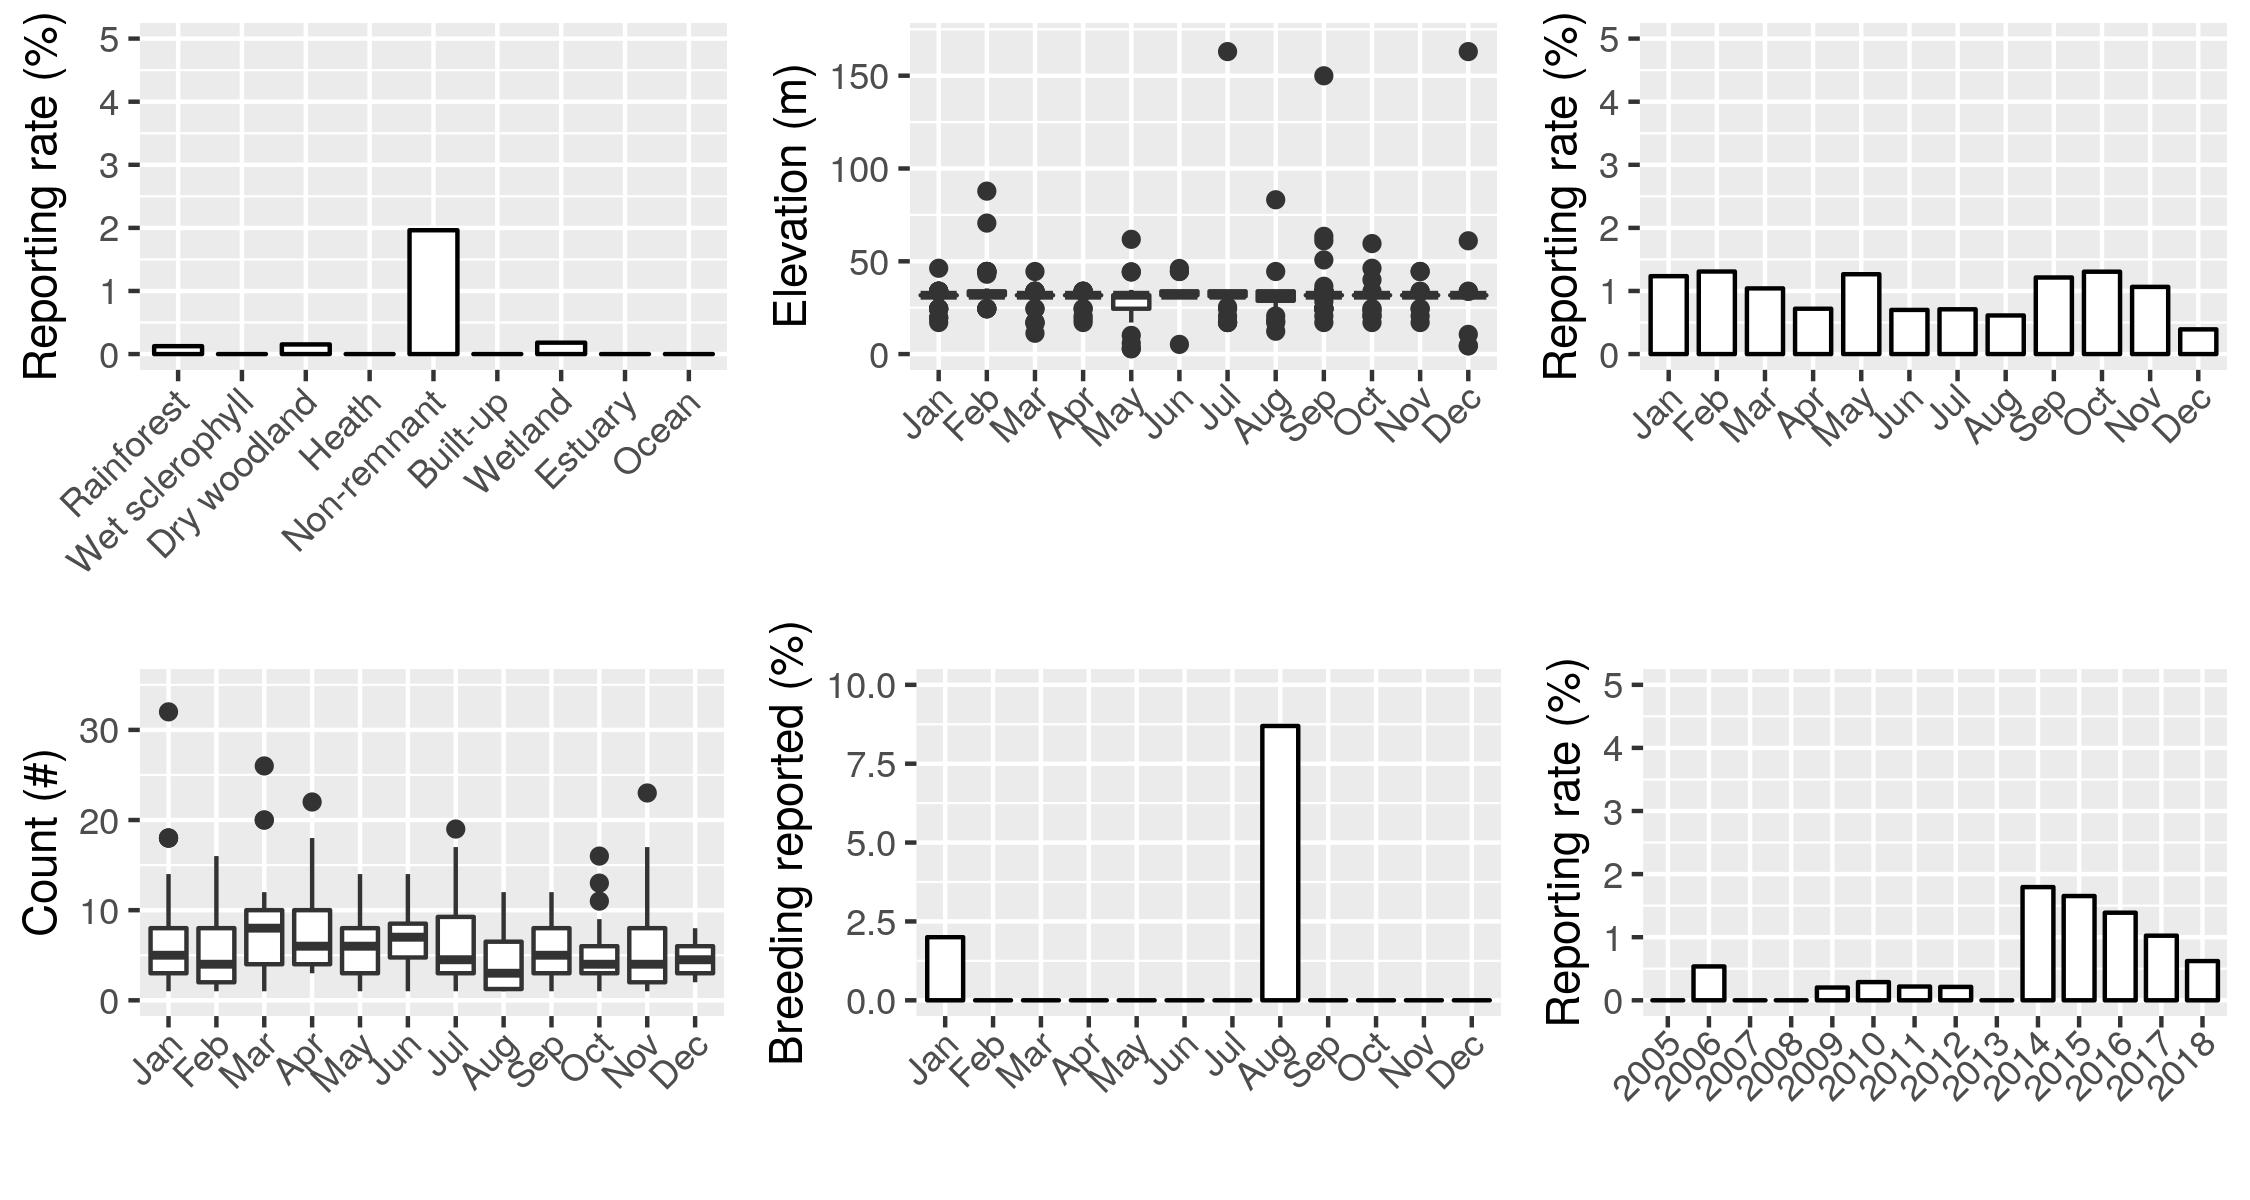 Reporting rate (%)
5
4
3
2
1
0
Rainforest
Wet sclerophyll
Dry woodland
Heath
Non-remnant
Built-up
Wetland
Estuary
Ocean
Elevation (m)
150
100
50
0
Jan
Feb
Mar
Apr
May
Jun
Jul
Aug
Sep
Oct
Nov
Dec
Reporting rate (%)
5
4
3
2
1
0
Jan
Feb
Mar
Apr
May
Jun
Jul
Aug
Sep
Oct
Nov
Dec
Count (#)
30
20
10
0
Jan
Feb
Mar
Apr
May
Jun
Jul
Aug
Sep
Oct
Nov
Dec
Breeding reported (%)
10.0
7.5
5.0
2.5
0.0
Jan
Feb
Mar
Apr
May
Jun
Jul
Aug
Sep
Oct
Nov
Dec
Reporting rate (%)
5
4
3
2
1
0
2005
2006
2007
2008
2009
2010
2011
2012
2013
2014
2015
2016
2017
2018